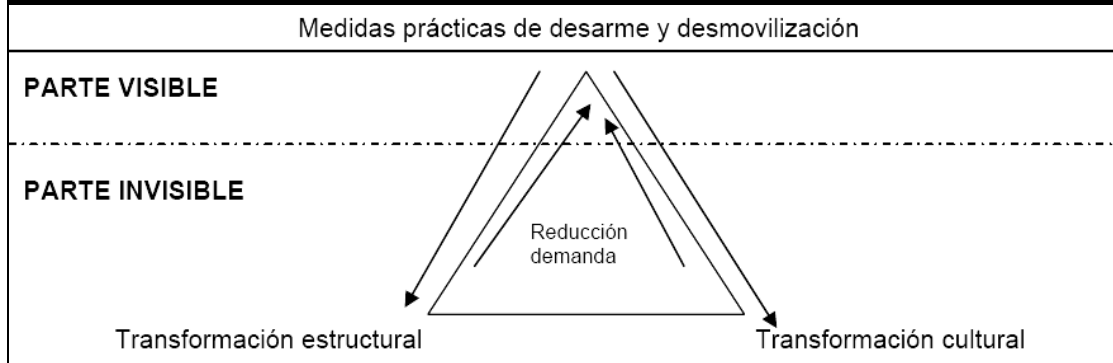 Medidas prácticas de desarme y desmovilización
PARTE VISIBLE
PARTE INVISIBLE
Reducción
demanda
Transformación estructural
Transformación cultural